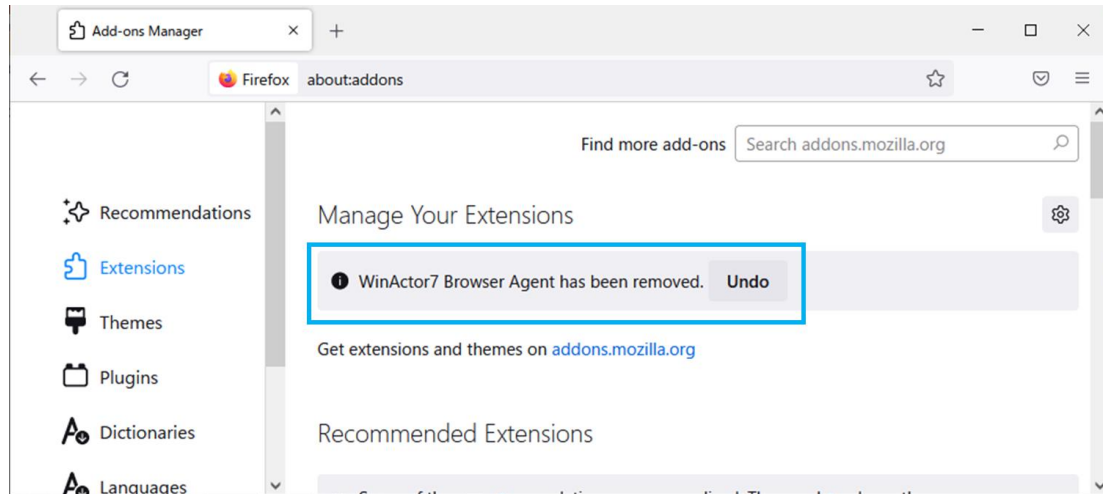 Add-ons Manager
Firefox about:addons
Find more add-ons Search addons.mozilla.org
Recommendations
Extensions
Themes
Plugins
Dictionaries
Languages
Manage Your Extensions
WinActor7 Browser Agent has been removed. Undo
Get extensions and themes on addons.mozilla.org
Recommended Extensions